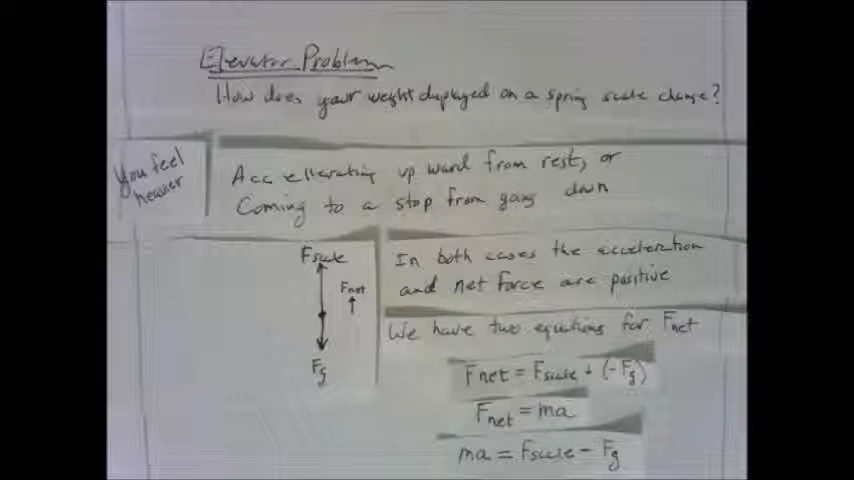 Elevator Problem
How does your weight displayed on a spring scale change?
You feel
heavier
Accellerating upward from rest, or
Coming to a stop from going down
Fscale
Fnet
Fg
In both cases the acceleration
and net force are positive
We have two equations for Fnet
Fnet = Fscale + (-Fg)
Fnet = ma
ma = Fscale - Fg